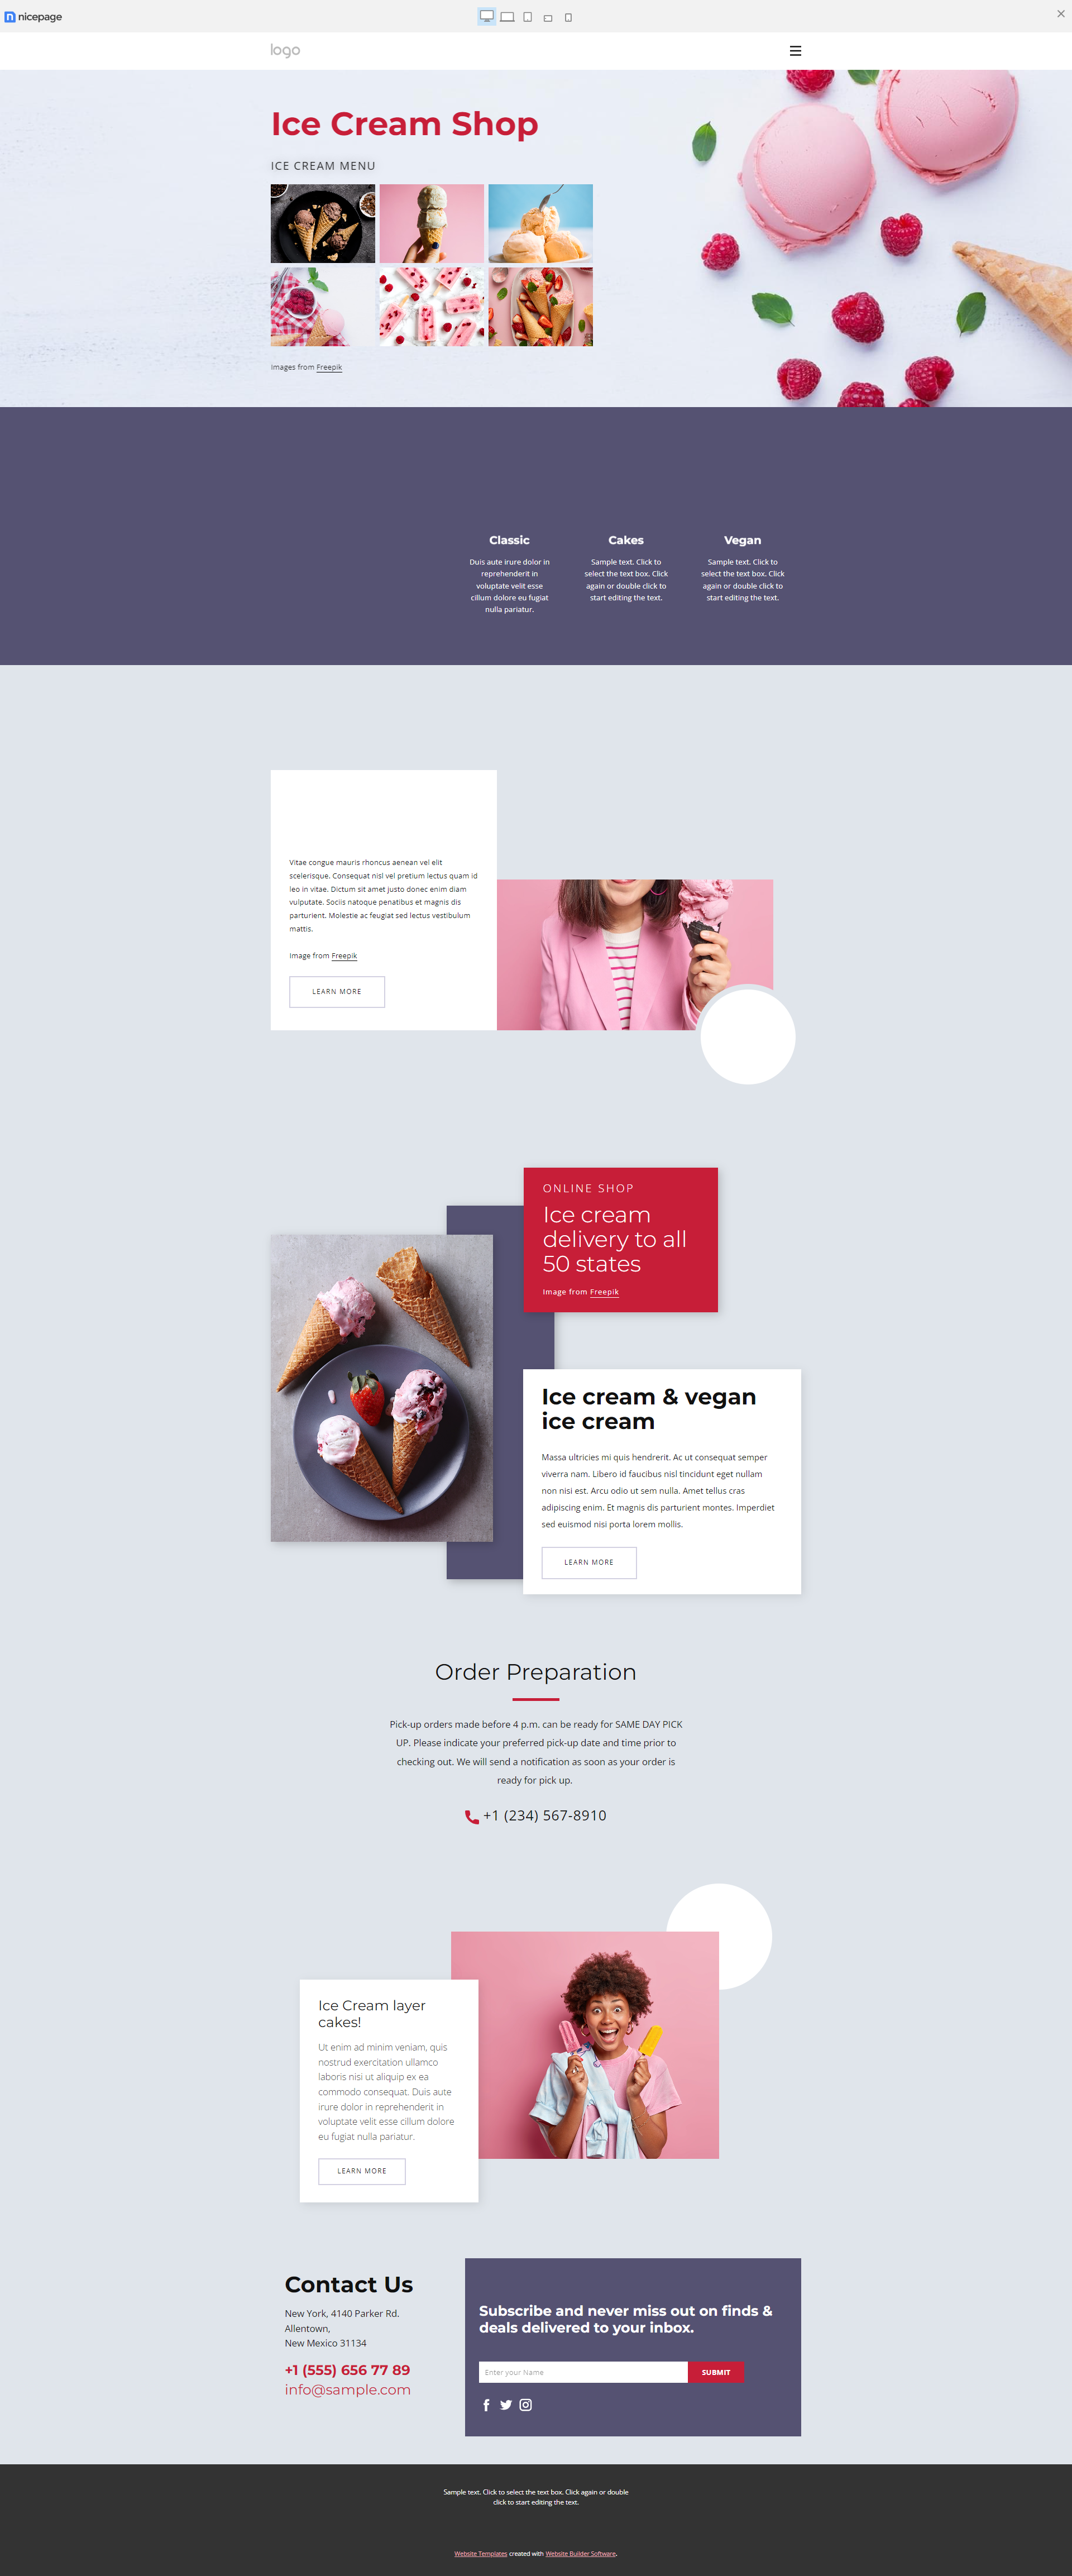 nicepage
logo
Ice Cream Shop
ICE CREAM MENU
Images from Freepik
Classic
Duis aute irure dolor in
reprehenderit in
voluptate velit esse
cillum dolore eu fugiat
nulla pariatur.
Cakes
Sample text. Click to
select the text box. Click
again or double click to
start editing the text.
Vegan
Sample text. Click to
select the text box. Click
again or double click to
start editing the text.
Vitae congue mauris rhoncus aenean vel elit
scelerisque. Consequat nisl vel pretium lectus quam id
leo in vitae. Dictum sit amet justo donec enim diam
vulputate. Sociis natoque penatibus et magnis dis
parturient. Molestie ac feugiat sed lectus vestibulum
mattis.
Image from Freepik
LEARN MORE
ONLINE SHOP
Ice cream
delivery to all
50 states
Image from Freepik
Ice cream & vegan
ice cream
Massa ultricies mi quis hendrerit. Ac ut consequat semper
viverra nam. Libero id faucibus nisl tincidunt eget nullam
non nisi est. Arcu odio ut sem nulla. Amet tellus cras
adipiscing enim. Et magnis dis parturient montes. Imperdiet
sed euismod nisi porta lorem mollis.
LEARN MORE
Order Preparation
Pick-up orders made before 4 p.m. can be ready for SAME DAY PICK
UP. Please indicate your preferred pick-up date and time prior to
checking out. We will send a notification as soon as your order is
ready for pick up.
+1 (234) 567-8910
Ice Cream layer
cakes!
Ut enim ad minim veniam, quis
nostrud exercitation ullamco
laboris nisi ut aliquip ex ea
commodo consequat. Duis aute
irure dolor in reprehenderit in
voluptate velit esse cillum dolore
eu fugiat nulla pariatur.
LEARN MORE
Contact Us
New York, 4140 Parker Rd.
Allentown,
New Mexico 31134
+1 (555) 656 77 89
info@sample.com
Subscribe and never miss out on finds &
deals delivered to your inbox.
Enter your Name
SUBMIT
Sample text. Click to select the text box. Click again or double
click to start editing the text.
Website Templates created with Website Builder Software.